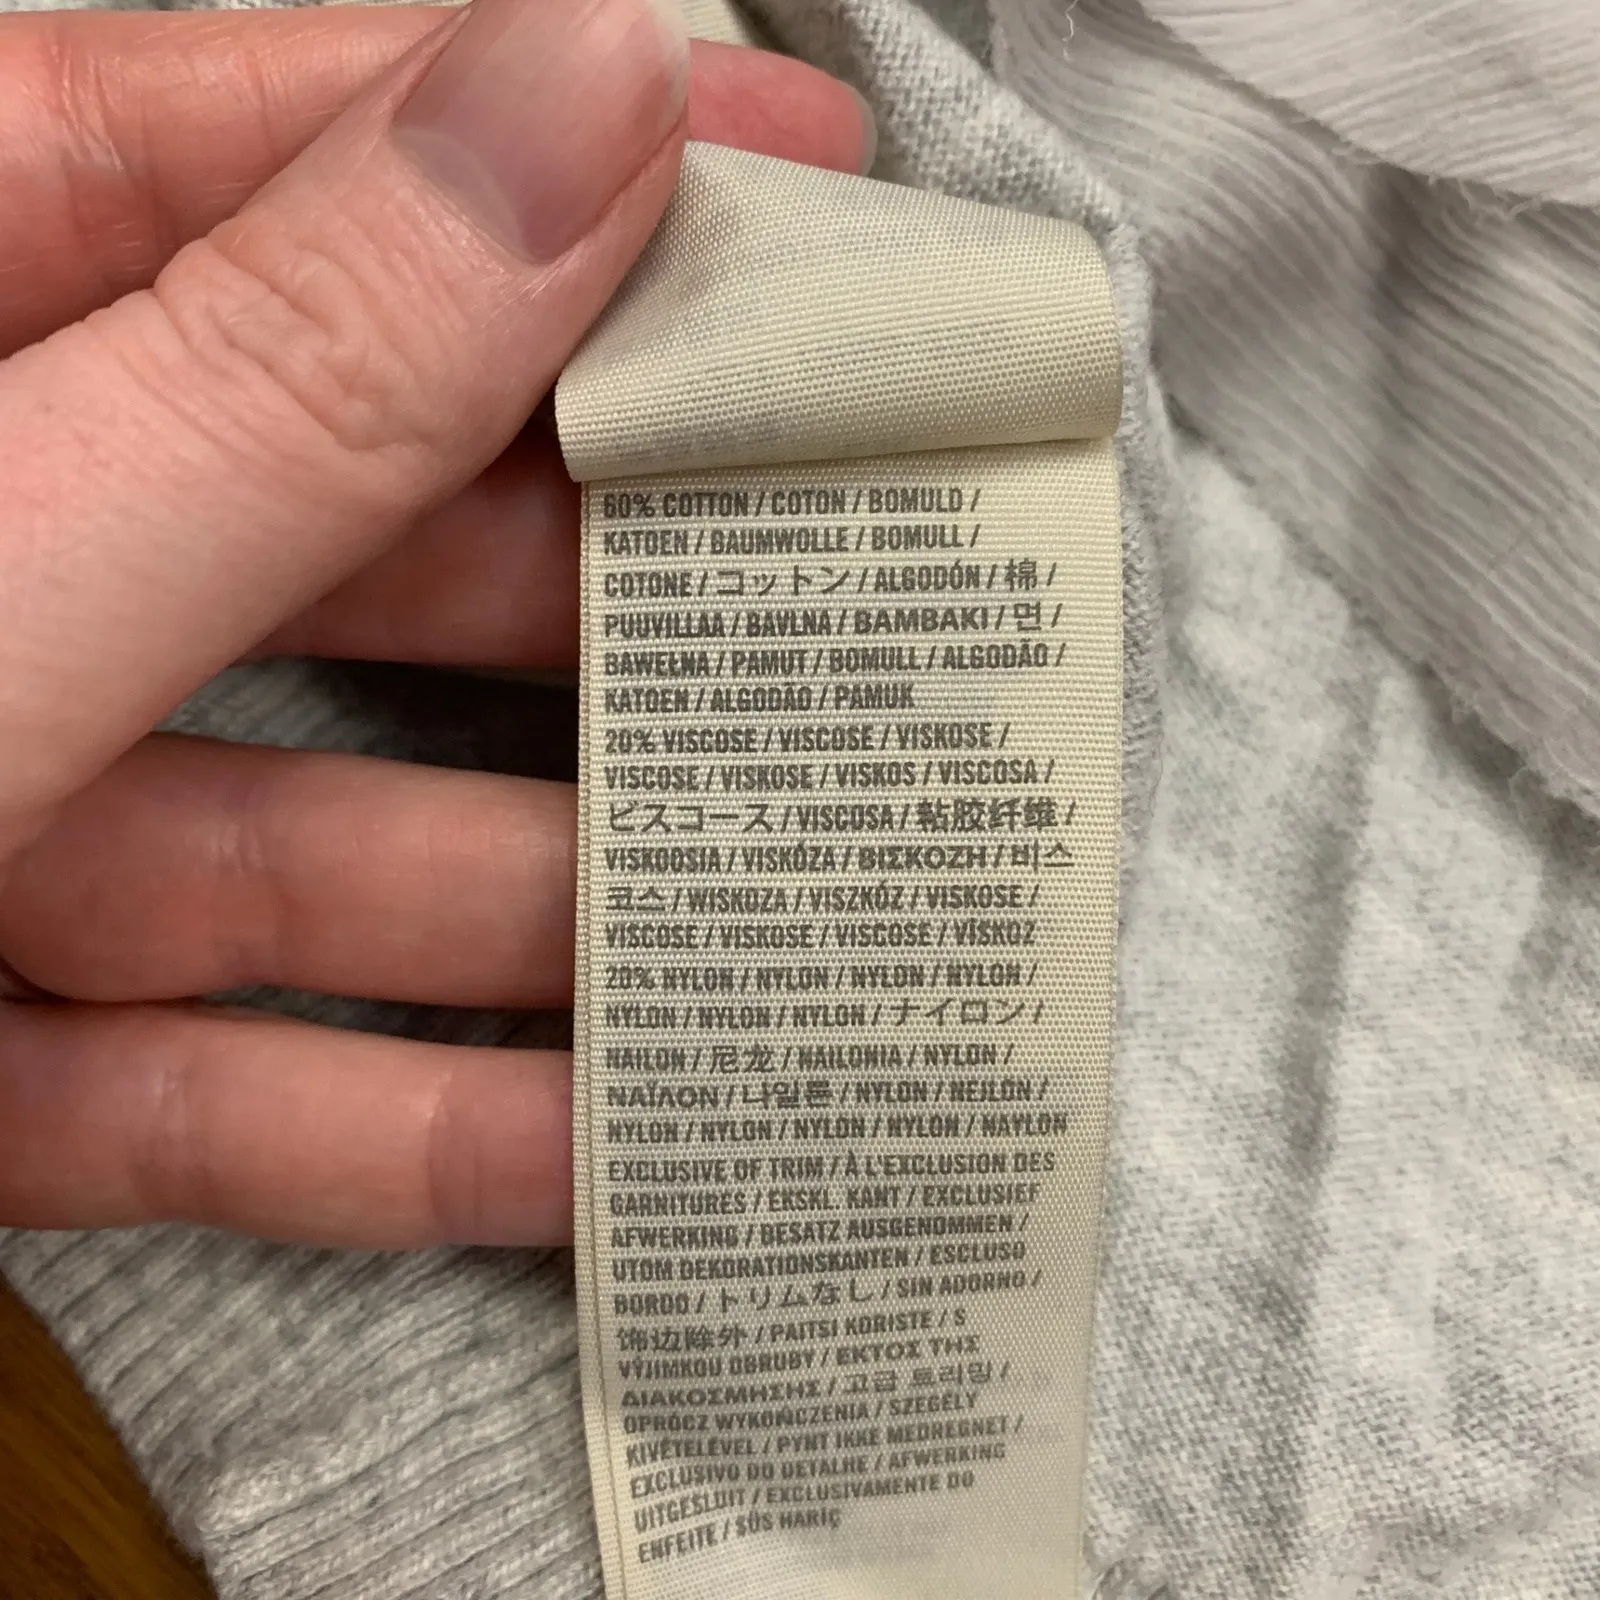 60% COTTON / COTON / BOMULD /
KATOEN / BAUMWOLLE / BOMULL /
COTONE / コットン / ALGODÓN / 棉 /
PUUVILLAA / BAVLNA / BAMBAKI / 면 /
BAWEŁNA / PAMUT / BOMULL / ALGODÃO /
KATOEN / ALGODÃO / PAMUK
20% VISCOSE / VISCOSE / VISKOSE /
VISCOSE / VISKOSE / VISKOS / VISCOSA /
ビスコース / VISCOSA / 粘胶纤维 /
VISKOOSIA / VISKÓZA / ΒΙΣΚΟΖΗ / 비스
코스 / WISKOZA / VISZKÓZ / VISKOSE /
VISCOSE / VISKOSE / VISCOSE / VİSKOZ
20% NYLON / NYLON / NYLON / NYLON /
NYLON / NYLON / NYLON / ナイロン /
NAILON / 尼龙 / NAILONIA / NYLON /
ΝΑΪΛΟΝ / 나일론 / NYLON / NEJLON /
NYLON / NYLON / NYLON / NYLON / NAYLON
EXCLUSIVE OF TRIM / À L'EXCLUSION DES
GARNITURES / EKSKL. KANT / EXCLUSIEF
AFWERKING / BESATZ AUSGENOMMEN /
UTOM DEKORATIONSKANTEN / ESCLUSO
BORDO / トリムなし / SIN ADORNO /
饰边除外 / PAITSI KORISTE / S
VÝJIMKOU OBRUBY / ΕΚΤΟΣ ΤΗΣ
ΔΙΑΚΟΣΜΗΣΗΣ / 고급 트리밍 /
OPRÓCZ WYKOŃCZENIA / SZEGÉLY
KIVÉTELÉVEL / PYNT IKKE MEDREGNET /
EXCLUSIVO DO DETALHE / AFWERKING
UITGESLUIT / EXCLUSIVAMENTE DO
ENFEITE / SÜS HARİÇ